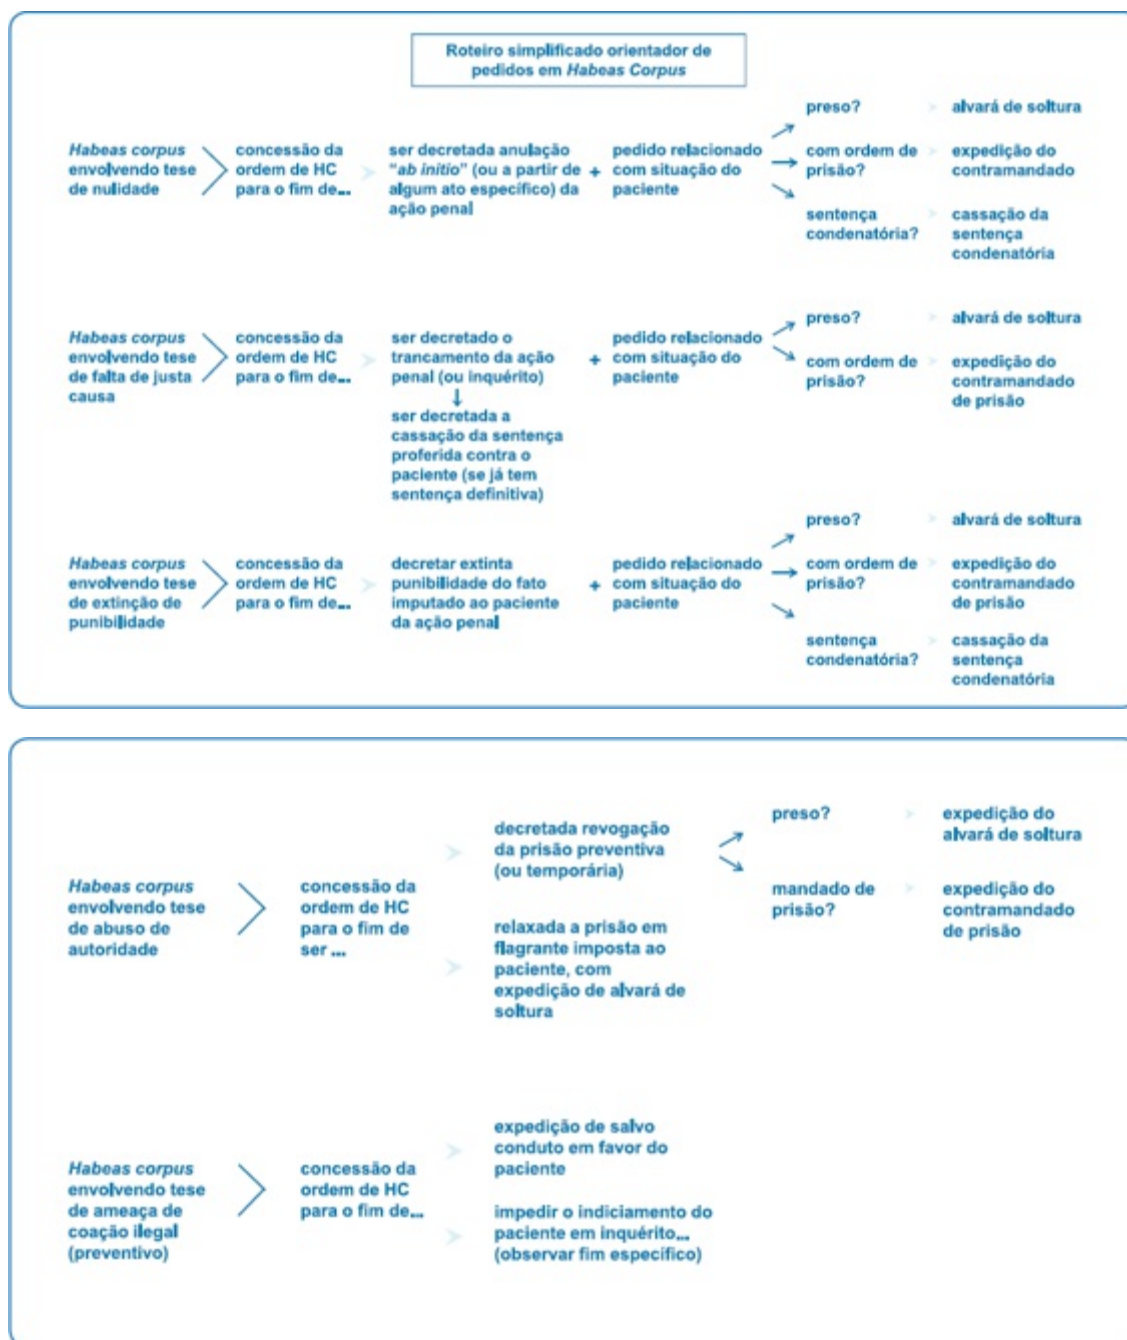 Roteiro simplificado orientador de
pedidos em Habeas Corpus
Habeas corpus
envolvendo tese
de nulidade
concessão da
ordem de HC
para o fim de...
ser decretada anulação
“ab initio” (ou a partir de
algum ato específico) da
ação penal
+
pedido relacionado
com situação do
paciente
preso?
alvará de soltura
com ordem de
prisão?
expedição do
contramandado
sentença
condenatória?
cassação da
sentença
condenatória
Habeas corpus
envolvendo tese
de falta de justa
causa
concessão da
ordem de HC
para o fim de...
ser decretado o
trancamento da ação
penal (ou inquérito)
ser decretada a
cassação da sentença
proferida contra o
paciente (se já tem
sentença definitiva)
+
pedido relacionado
com situação do
paciente
preso?
alvará de soltura
com ordem de
prisão?
expedição do
contramandado
de prisão
Habeas corpus
envolvendo tese
de extinção de
punibilidade
concessão da
ordem de HC
para o fim de...
decretar extinta
punibilidade do fato
imputado ao paciente
da ação penal
+
pedido relacionado
com situação do
paciente
preso?
alvará de soltura
com ordem de
prisão?
expedição do
contramandado
de prisão
sentença
condenatória?
cassação da
sentença
condenatória
Habeas corpus
envolvendo tese
de abuso de
autoridade
concessão da
ordem de HC
para o fim de
ser ...
decretada revogação
da prisão preventiva
(ou temporária)
preso?
expedição do
alvará de soltura
mandado de
prisão?
expedição do
contramandado
de prisão
relaxada a prisão em
flagrante imposta ao
paciente, com
expedição de alvará de
soltura
Habeas corpus
envolvendo tese
de ameaça de
coação ilegal
(preventivo)
concessão da
ordem de HC
para o fim de...
expedição de salvo
conduto em favor do
paciente
impedir o indiciamento do
paciente em inquérito...
(observar fim específico)